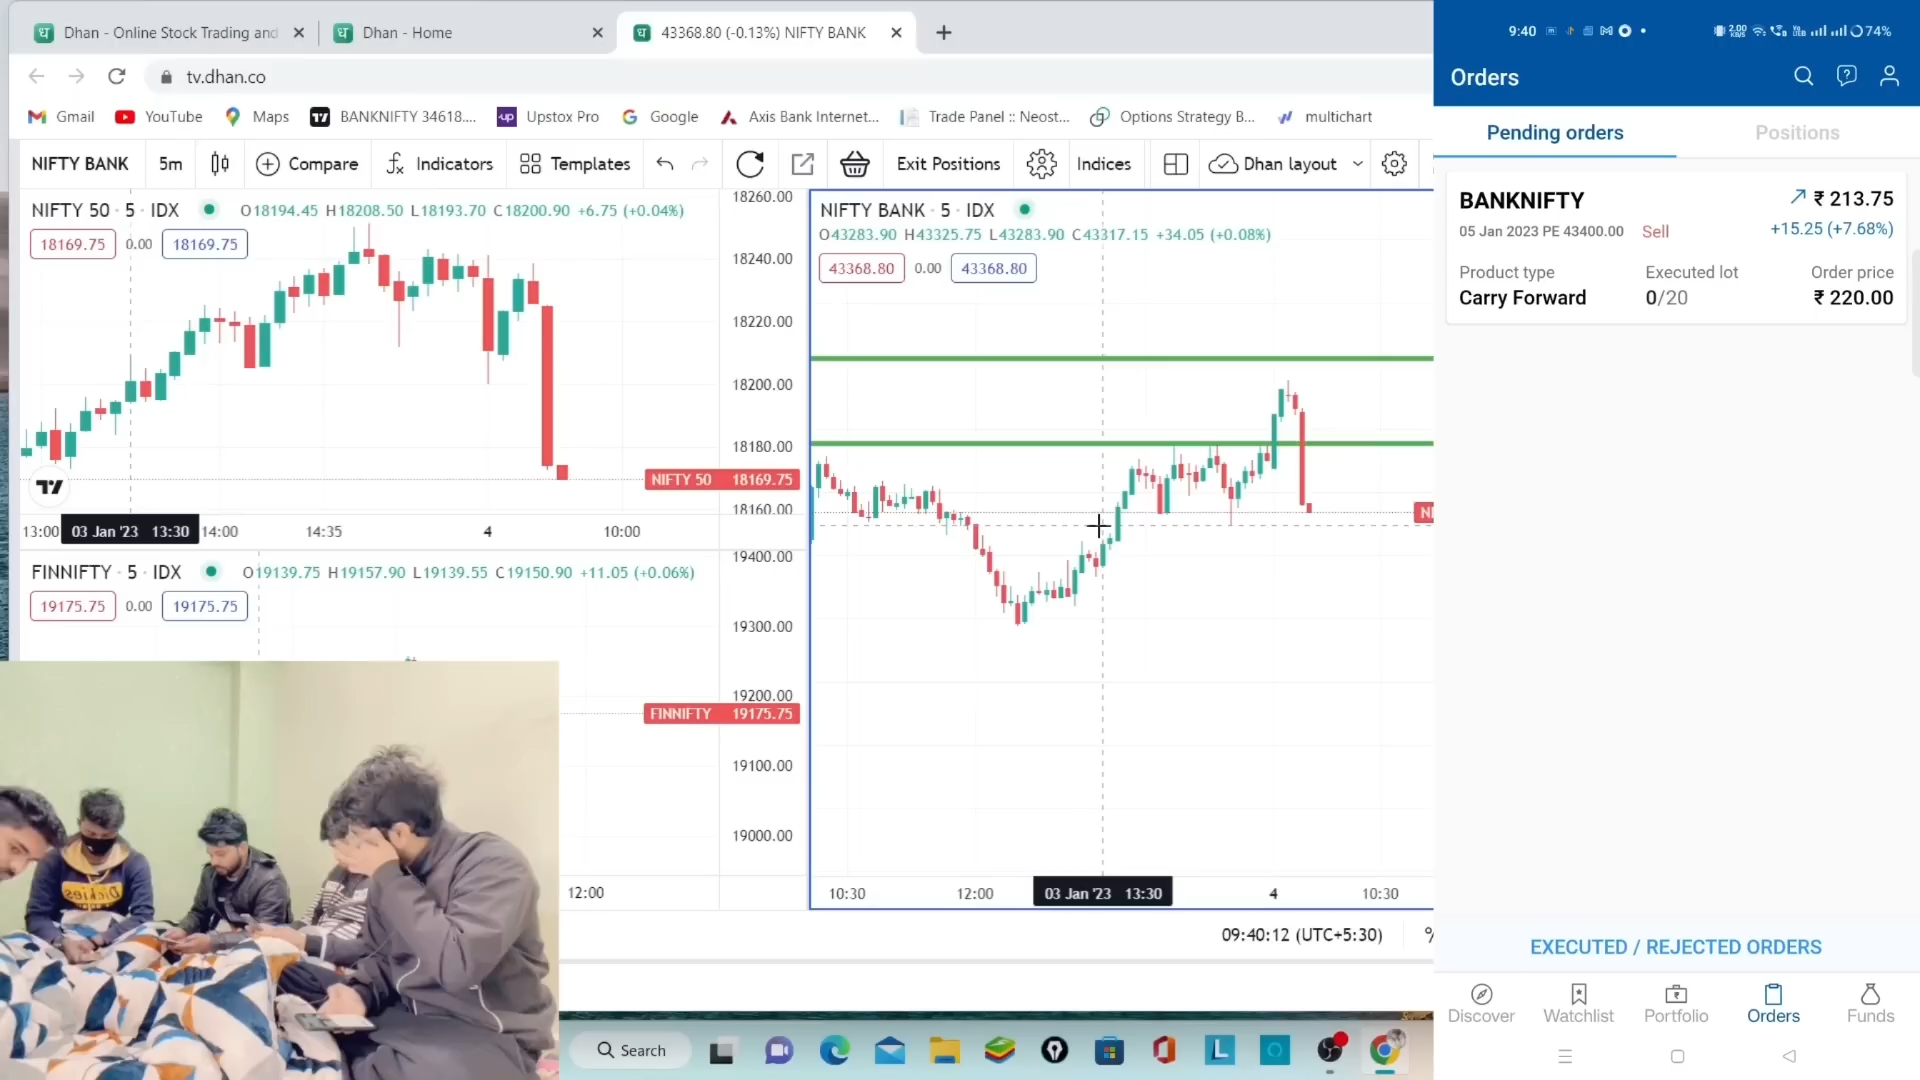 Dhan - Online Stock Trading and
Dhan - Home
43368.80 (-0.13%) NIFTY BANK
tv.dhan.co
Gmail
YouTube
Maps
BANKNIFTY 34618....
Upstox Pro
Google
Axis Bank Internet...
Trade Panel :: Neost...
Options Strategy B...
multichart
NIFTY BANK
5m
Compare
Indicators
Templates
Exit Positions
Indices
Dhan layout
NIFTY 50 · 5 · IDX
O18194.45 H18208.50 L18193.70 C18200.90 +6.75 (+0.04%)
18169.75 0.00 18169.75
18260.00
18240.00
18220.00
18200.00
18180.00
NIFTY 50 18169.75
18160.00
13:00 03 Jan '23 13:30 14:00 14:35 4 10:00
FINNIFTY · 5 · IDX
O19139.75 H19157.90 L19139.55 C19150.90 +11.05 (+0.06%)
19175.75 0.00 19175.75
19400.00
19300.00
19200.00
FINNIFTY 19175.75
19100.00
19000.00
12:00
NIFTY BANK · 5 · IDX
O43283.90 H43325.75 L43283.90 C43317.15 +34.05 (+0.08%)
43368.80 0.00 43368.80
NI
10:30 12:00 03 Jan '23 13:30 4 10:30
09:40:12 (UTC+5:30)
%
Search
9:40
2.00 KB/S
74%
Orders
Pending orders
Positions
BANKNIFTY
₹ 213.75
05 Jan 2023 PE 43400.00 Sell
+15.25 (+7.68%)
Product type Executed lot Order price
Carry Forward 0/20 ₹ 220.00
EXECUTED / REJECTED ORDERS
Discover Watchlist Portfolio Orders Funds